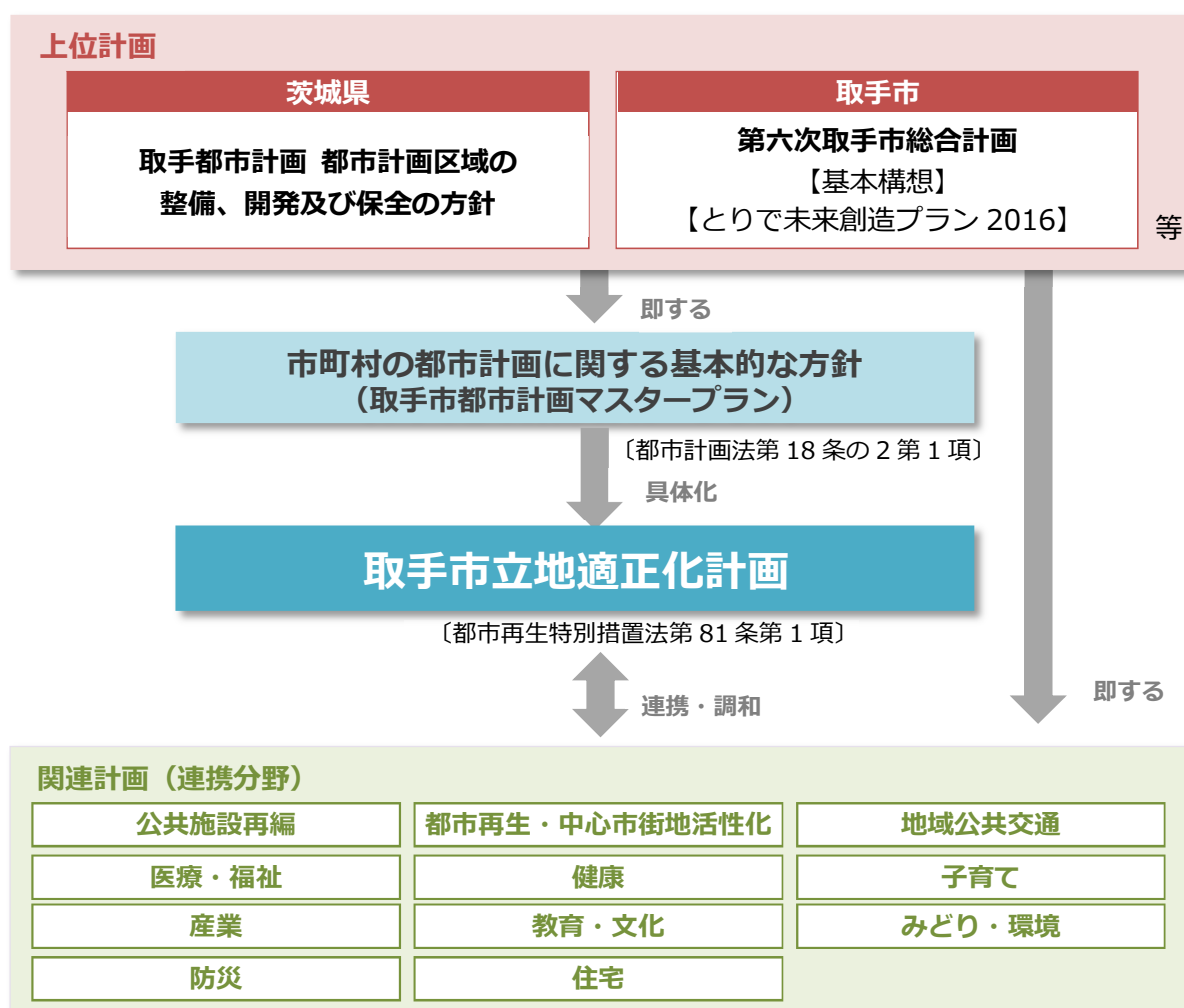 上位計画
茨城県
取手都市計画 都市計画区域の
整備、開発及び保全の方針
取手市
第六次取手市総合計画
【基本構想】
【とりで未来創造プラン 2016】
等
即する
市町村の都市計画に関する基本的な方針
（取手市都市計画マスタープラン）
〔都市計画法第 18 条の 2 第 1 項〕
具体化
取手市立地適正化計画
〔都市再生特別措置法第 81 条第 1 項〕
連携・調和
即する
関連計画（連携分野）
公共施設再編
都市再生・中心市街地活性化
地域公共交通
医療・福祉
健康
子育て
産業
教育・文化
みどり・環境
防災
住宅